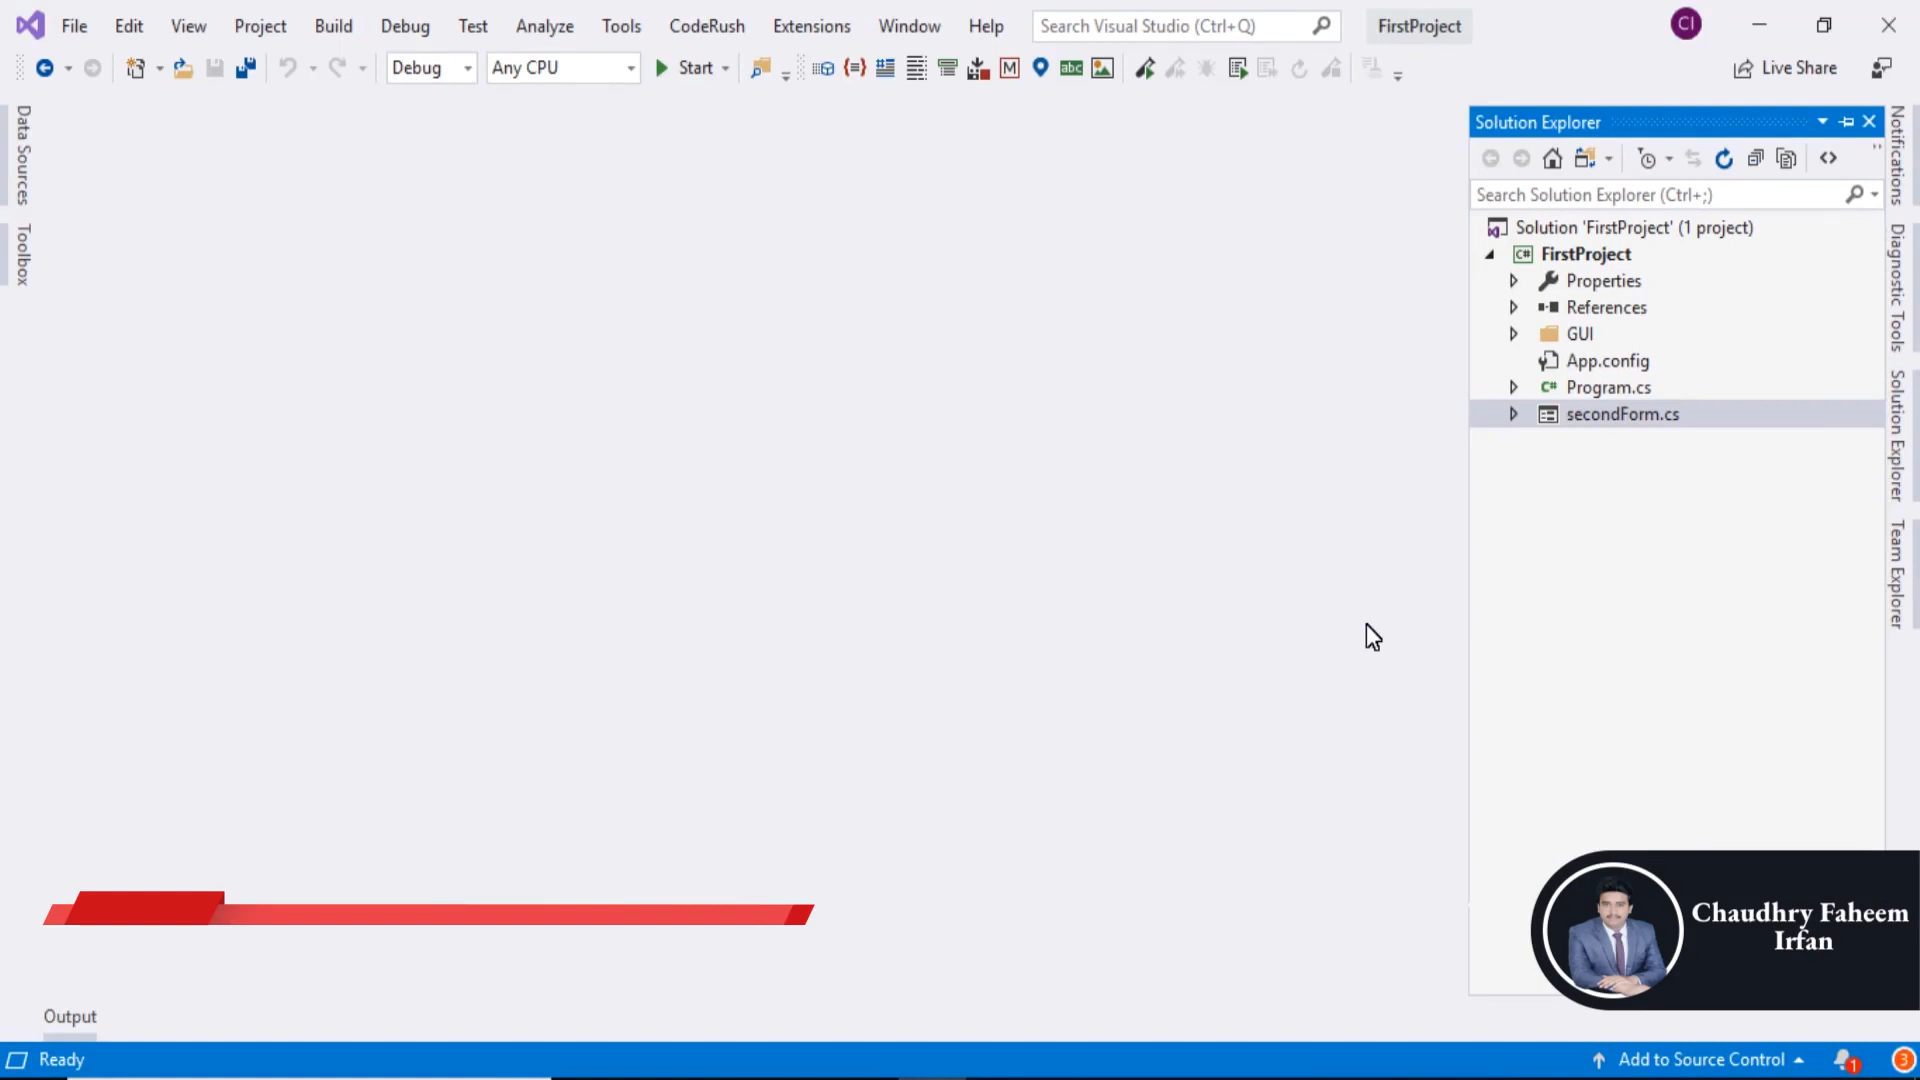 File Edit View Project Build Debug Test Analyze Tools CodeRush Extensions Window Help Search Visual Studio (Ctrl+Q) FirstProject CI
Debug Any CPU Start M abc Live Share
Data Sources
Toolbox
Solution Explorer
Search Solution Explorer (Ctrl+;)
Solution 'FirstProject' (1 project)
C# FirstProject
Properties
References
GUI
App.config
C# Program.cs
secondForm.cs
Notifications
Diagnostic Tools
Solution Explorer
Team Explorer
Chaudhry Faheem
Irfan
Output
Ready Add to Source Control 1 3